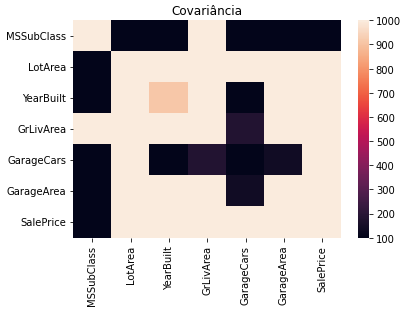 Covariância
MSSubClass
LotArea
YearBuilt
GrLivArea
GarageCars
GarageArea
SalePrice
MSSubClass
LotArea
YearBuilt
GrLivArea
GarageCars
GarageArea
SalePrice
1000
900
800
700
600
500
400
300
200
100